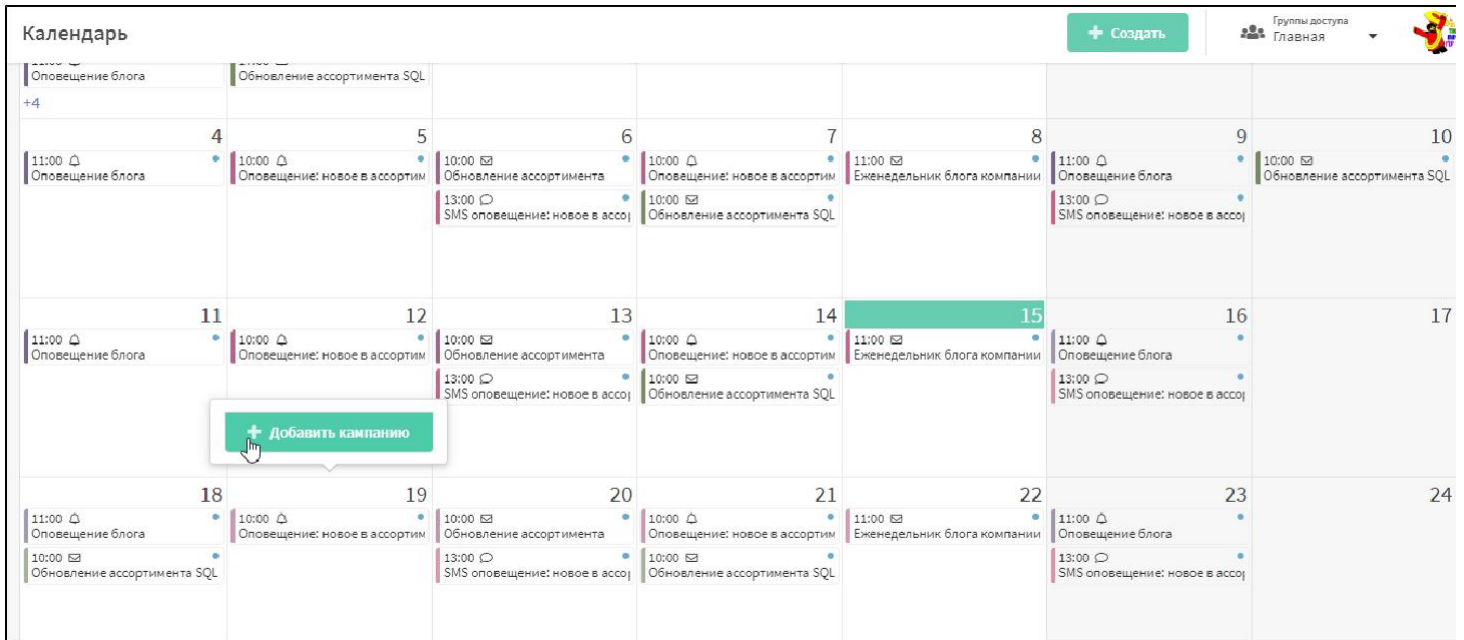 Календарь
+ Создать
Группы доступа
Главная
11:00
Оповещение блога
Обновление ассортимента SQL
+4
4
5
6
7
8
9
10
11:00
Оповещение блога
10:00
Оповещение: новое в ассортим
10:00
Обновление ассортимента
10:00
Оповещение: новое в ассортим
11:00
Еженедельник блога компании
11:00
Оповещение блога
10:00
Обновление ассортимента SQL
13:00
SMS оповещение: новое в ассор
10:00
Обновление ассортимента SQL
13:00
SMS оповещение: новое в ассор
11
12
13
14
15
16
17
11:00
Оповещение блога
10:00
Оповещение: новое в ассортим
10:00
Обновление ассортимента
10:00
Оповещение: новое в ассортим
11:00
Еженедельник блога компании
11:00
Оповещение блога
13:00
SMS оповещение: новое в ассор
10:00
Обновление ассортимента SQL
13:00
SMS оповещение: новое в ассор
+ Добавить кампанию
18
19
20
21
22
23
24
11:00
Оповещение блога
10:00
Оповещение: новое в ассортим
10:00
Обновление ассортимента
10:00
Оповещение: новое в ассортим
11:00
Еженедельник блога компании
11:00
Оповещение блога
10:00
Обновление ассортимента SQL
13:00
SMS оповещение: новое в ассор
10:00
Обновление ассортимента SQL
13:00
SMS оповещение: новое в ассор